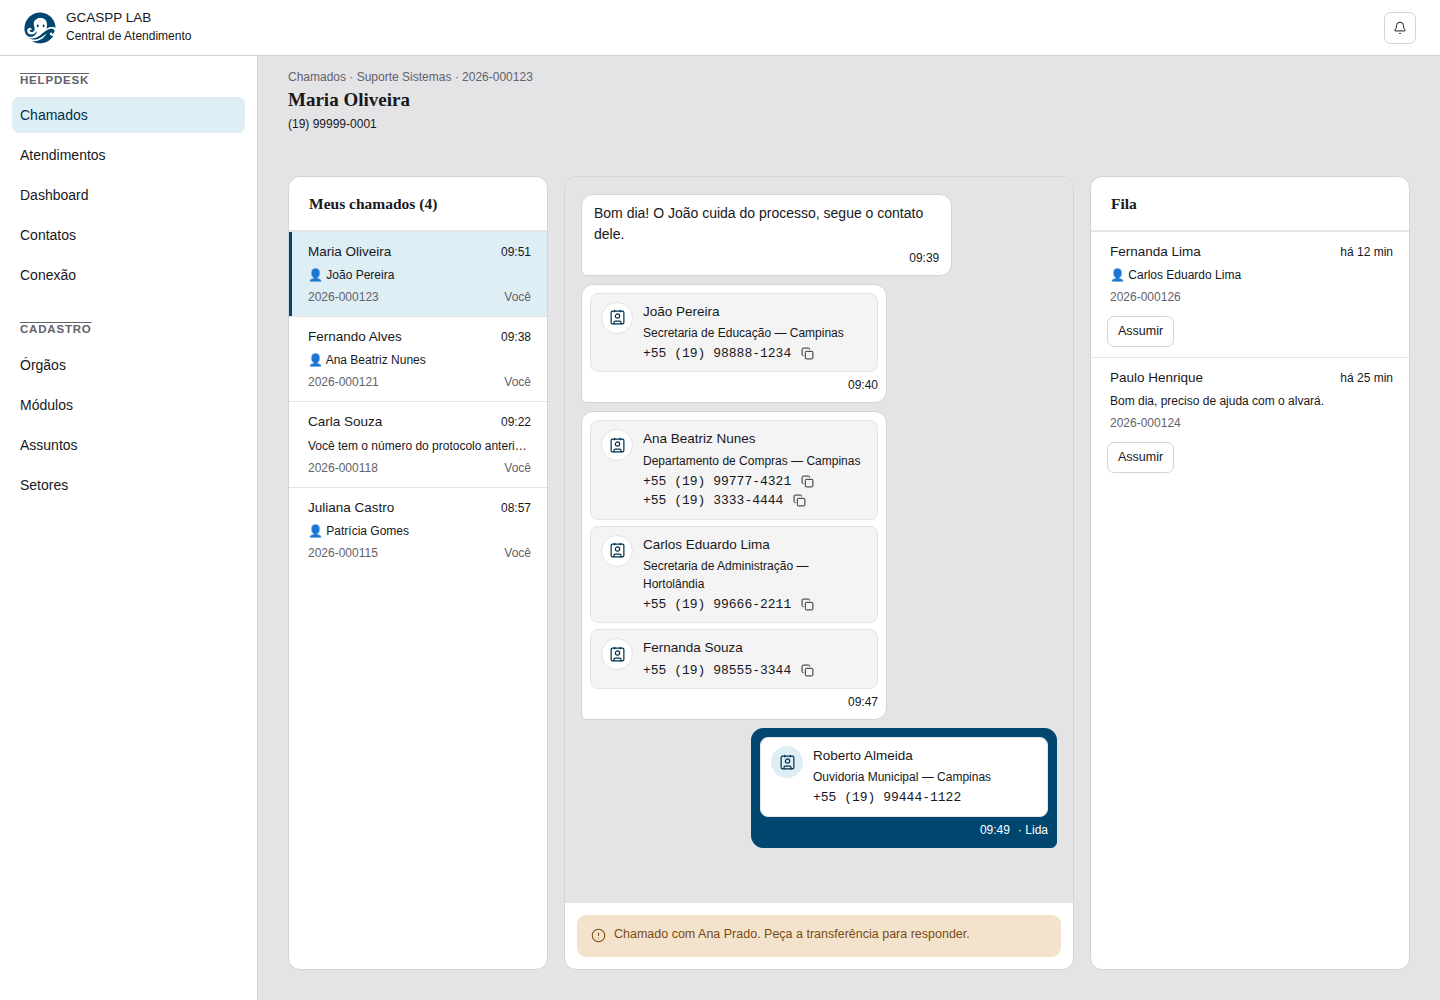 GCASPP LAB
Central de Atendimento
HELPDESK
Chamados
Atendimentos
Dashboard
Contatos
Conexão
CADASTRO
Órgãos
Módulos
Assuntos
Setores
Chamados · Suporte Sistemas · 2026-000123
Maria Oliveira
(19) 99999-0001
Meus chamados (4)
Maria Oliveira 09:51
👤 João Pereira
2026-000123 Você
Fernando Alves 09:38
👤 Ana Beatriz Nunes
2026-000121 Você
Carla Souza 09:22
Você tem o número do protocolo anteri…
2026-000118 Você
Juliana Castro 08:57
👤 Patrícia Gomes
2026-000115 Você
Bom dia! O João cuida do processo, segue o contato
dele.
09:39
João Pereira
Secretaria de Educação — Campinas
+55 (19) 98888-1234
09:40
Ana Beatriz Nunes
Departamento de Compras — Campinas
+55 (19) 99777-4321
+55 (19) 3333-4444
Carlos Eduardo Lima
Secretaria de Administração —
Hortolândia
+55 (19) 99666-2211
Fernanda Souza
+55 (19) 98555-3344
09:47
Roberto Almeida
Ouvidoria Municipal — Campinas
+55 (19) 99444-1122
09:49 · Lida
Chamado com Ana Prado. Peça a transferência para responder.
Fila
Fernanda Lima há 12 min
👤 Carlos Eduardo Lima
2026-000126
Assumir
Paulo Henrique há 25 min
Bom dia, preciso de ajuda com o alvará.
2026-000124
Assumir